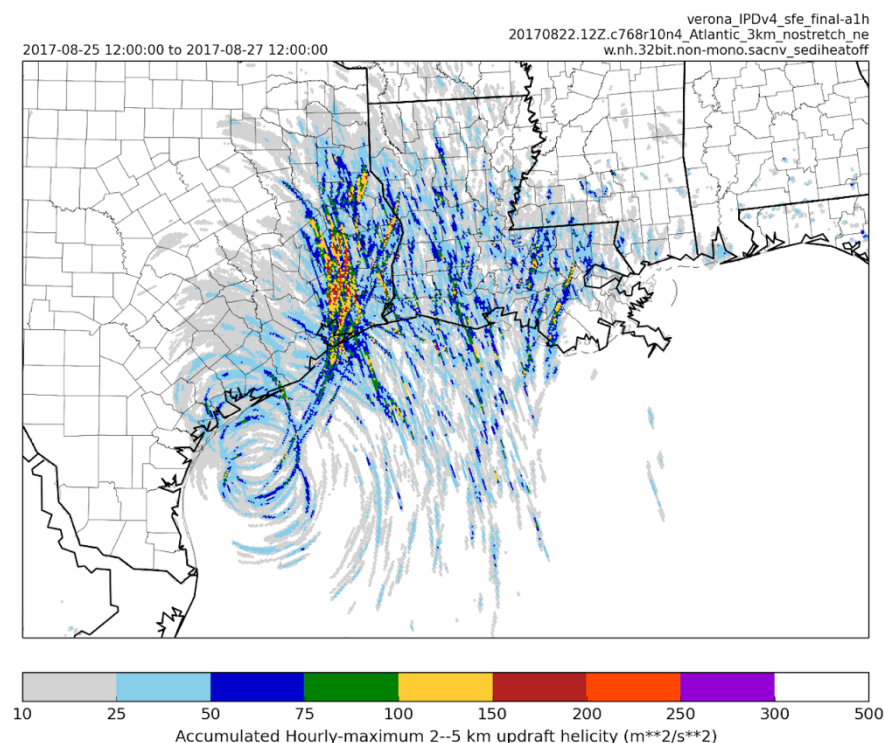 verona_IPDv4_sfe_final-a1h
20170822.12Z.c768r10n4_Atlantic_3km_nostretch_ne
2017-08-25 12:00:00 to 2017-08-27 12:00:00 w.nh.32bit.non-mono.sacnv_sediheatoff
10 25 50 75 100 150 200 250 300 500
Accumulated Hourly-maximum 2--5 km updraft helicity (m**2/s**2)